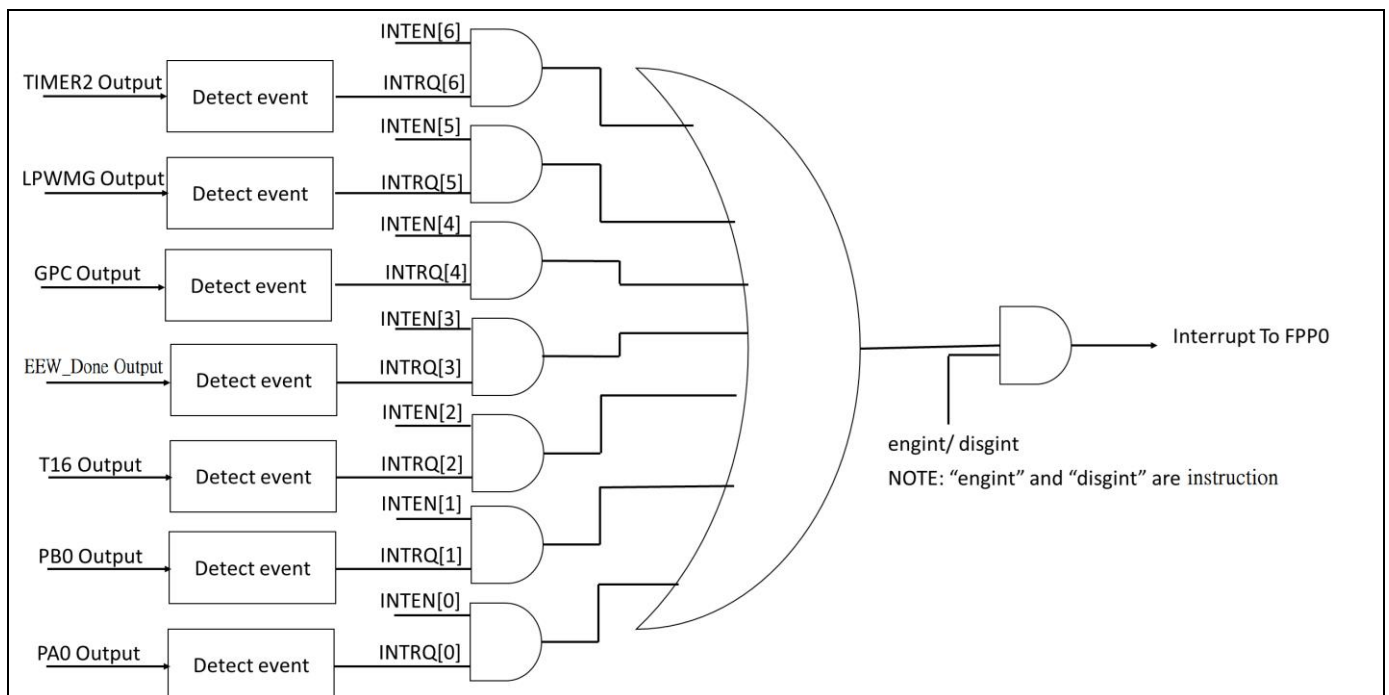 INTEN[6]
TIMER2 Output
Detect event
INTRQ[6]
INTEN[5]
LPWMG Output
Detect event
INTRQ[5]
INTEN[4]
GPC Output
Detect event
INTRQ[4]
INTEN[3]
EEW_Done Output
Detect event
INTRQ[3]
INTEN[2]
T16 Output
Detect event
INTRQ[2]
INTEN[1]
PB0 Output
Detect event
INTRQ[1]
INTEN[0]
PA0 Output
Detect event
INTRQ[0]
Interrupt To FPP0
engint/ disgint
NOTE: “engint” and “disgint” are instruction